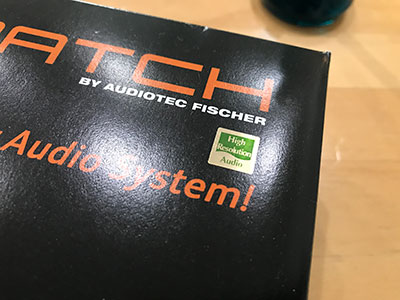 ATCH
BY AUDIOTEC FISCHER
High
Resolution
Audio
Audio System!